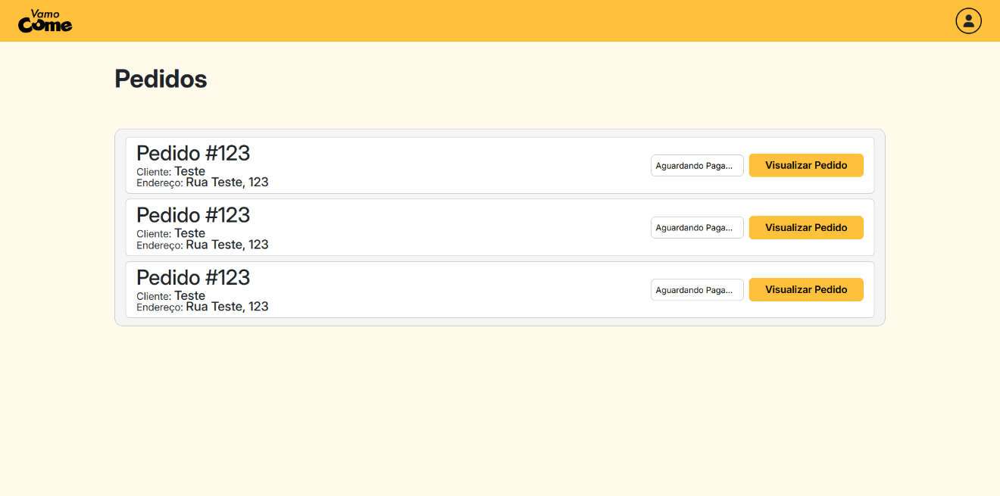 Vamo
Come
Pedidos
Pedido #123
Cliente: Teste
Endereço: Rua Teste, 123
Aguardando Paga...
Visualizar Pedido
Pedido #123
Cliente: Teste
Endereço: Rua Teste, 123
Aguardando Paga...
Visualizar Pedido
Pedido #123
Cliente: Teste
Endereço: Rua Teste, 123
Aguardando Paga...
Visualizar Pedido